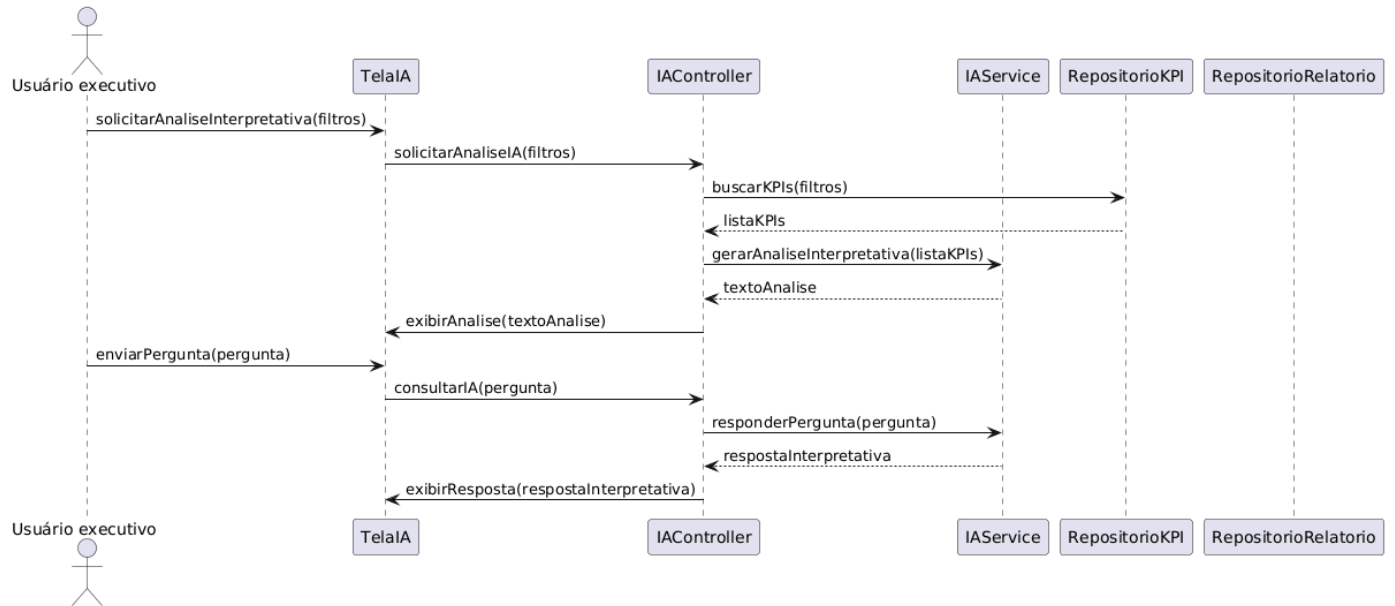 Usuário executivo
TelaIA
IAController
IAService
RepositorioKPI
RepositorioRelatorio
solicitarAnaliseInterpretativa(filtros)
solicitarAnaliseIA(filtros)
buscarKPIs(filtros)
listaKPIs
gerarAnaliseInterpretativa(listaKPIs)
textoAnalise
exibirAnalise(textoAnalise)
enviarPergunta(pergunta)
consultarIA(pergunta)
responderPergunta(pergunta)
respostaInterpretativa
exibirResposta(respostaInterpretativa)
Usuário executivo
TelaIA
IAController
IAService
RepositorioKPI
RepositorioRelatorio